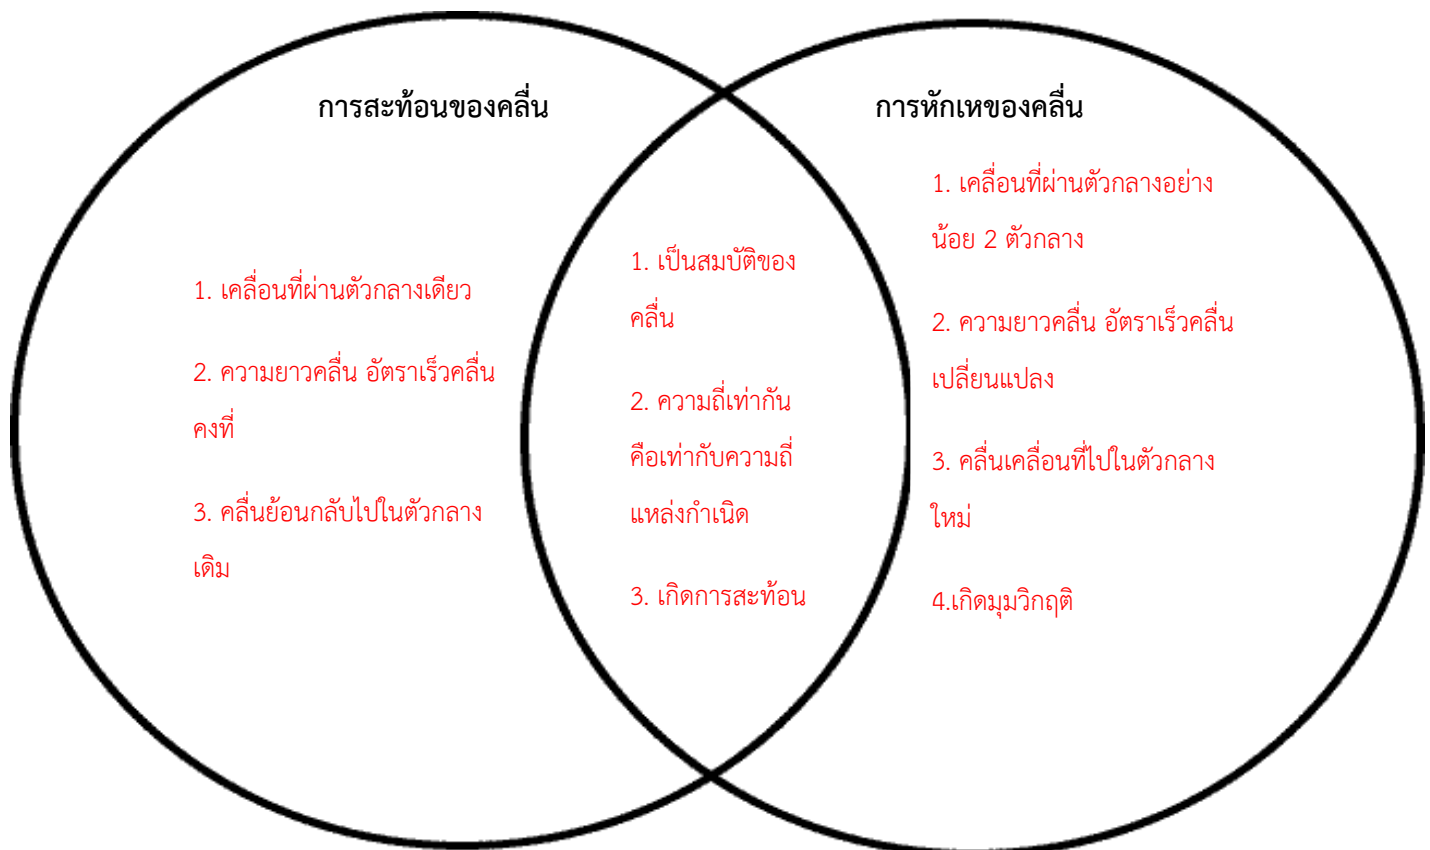 การสะท้อนของคลื่น
1. เคลื่อนที่ผ่านตัวกลางเดียว
2. ความยาวคลื่น อัตราเร็วคลื่น
คงที่
3. คลื่นย้อนกลับไปในตัวกลาง
เดิม
1. เป็นสมบัติของ
คลื่น
2. ความถี่เท่ากัน
คือเท่ากับความถี่
แหล่งกำเนิด
3. เกิดการสะท้อน
การหักเหของคลื่น
1. เคลื่อนที่ผ่านตัวกลางอย่าง
น้อย 2 ตัวกลาง
2. ความยาวคลื่น อัตราเร็วคลื่น
เปลี่ยนแปลง
3. คลื่นเคลื่อนที่ไปในตัวกลาง
ใหม่
4.เกิดมุมวิกฤติ